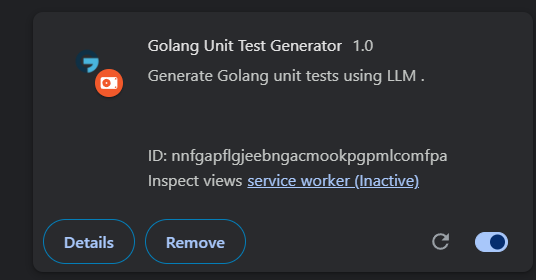 Golang Unit Test Generator 1.0
Generate Golang unit tests using LLM .
ID: nnfgapflgjeebngacmookpgpmlcomfpa
Inspect views service worker (Inactive)
Details Remove